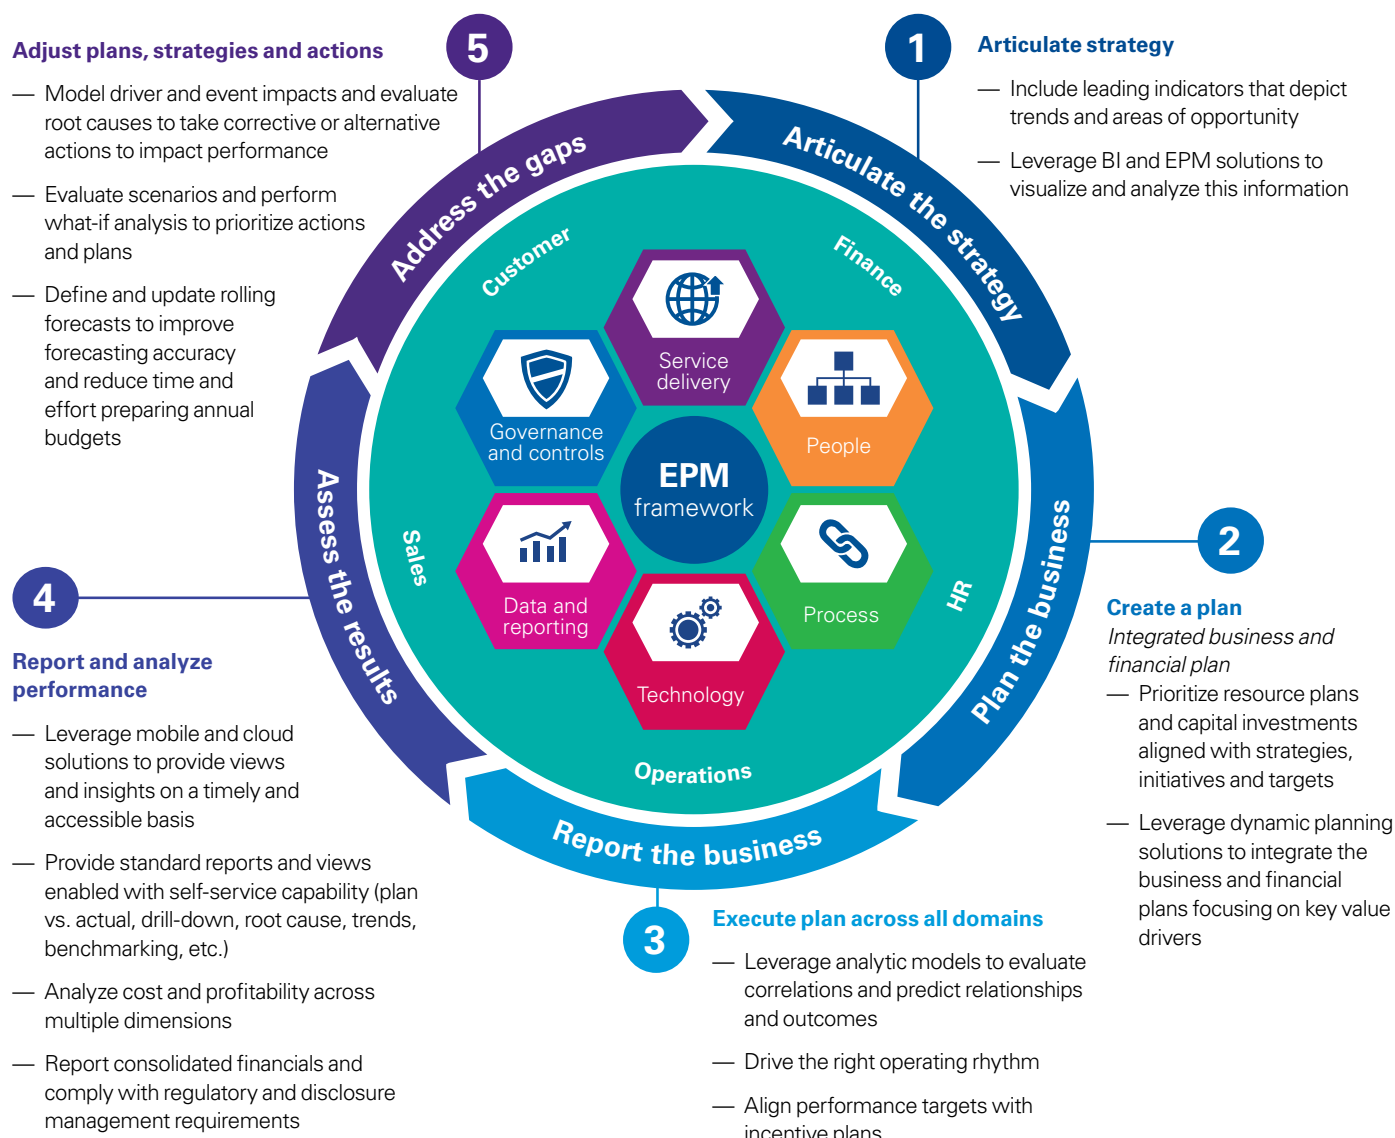 5
Adjust plans, strategies and actions
— Model driver and event impacts and evaluate
root causes to take corrective or alternative
actions to impact performance
— Evaluate scenarios and perform
what-if analysis to prioritize actions
and plans
— Define and update rolling
forecasts to improve
forecasting accuracy
and reduce time and
effort preparing annual
budgets
1
Articulate strategy
— Include leading indicators that depict
trends and areas of opportunity
— Leverage BI and EPM solutions to
visualize and analyze this information
Address the gaps
Articulate the strategy
Plan the business
Report the business
Assess the results
Customer
Finance
HR
Operations
Sales
Service
delivery
People
Process
Technology
Data and
reporting
Governance
and controls
EPM
framework
2
Create a plan
Integrated business and
financial plan
— Prioritize resource plans
and capital investments
aligned with strategies,
initiatives and targets
— Leverage dynamic planning
solutions to integrate the
business and financial
plans focusing on key value
drivers
4
Report and analyze
performance
— Leverage mobile and cloud
solutions to provide views
and insights on a timely and
accessible basis
— Provide standard reports and views
enabled with self-service capability (plan
vs. actual, drill-down, root cause, trends,
benchmarking, etc.)
— Analyze cost and profitability across
multiple dimensions
— Report consolidated financials and
comply with regulatory and disclosure
management requirements
3
Execute plan across all domains
— Leverage analytic models to evaluate
correlations and predict relationships
and outcomes
— Drive the right operating rhythm
— Align performance targets with
incentive plans